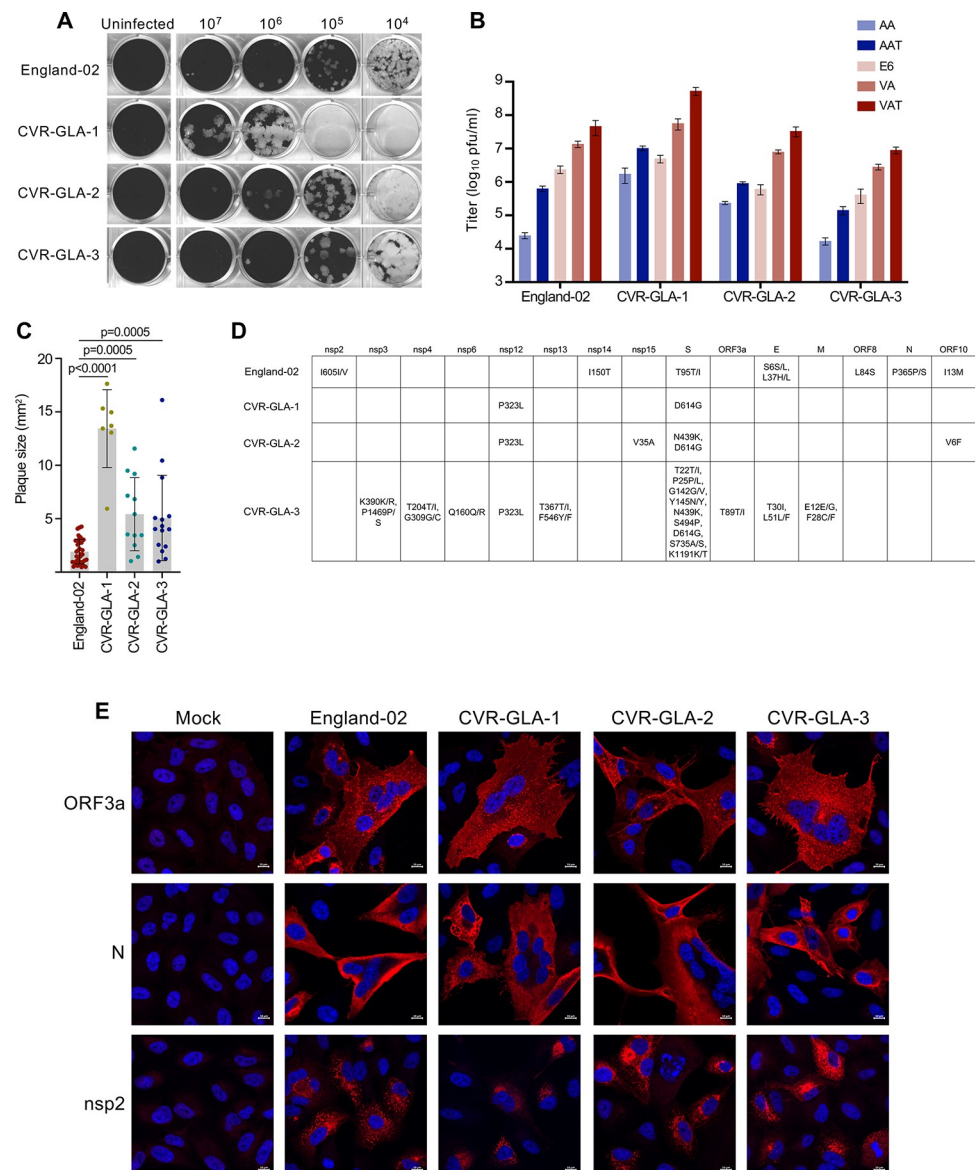 A
Uninfected 10⁷ 10⁶ 10⁵ 10⁴
England-02
CVR-GLA-1
CVR-GLA-2
CVR-GLA-3
B
AA
AAT
E6
VA
VAT
Titer (log₁₀ pfu/ml)
9
8
7
6
5
4
3
England-02 CVR-GLA-1 CVR-GLA-2 CVR-GLA-3
C
p=0.0005
p=0.0005
p<0.0001
Plaque size (mm²)
20
15
10
5
England-02
CVR-GLA-1
CVR-GLA-2
CVR-GLA-3
D
nsp2 nsp3 nsp4 nsp6 nsp12 nsp13 nsp14 nsp15 S ORF3a E M ORF8 N ORF10
England-02 I605I/V I150T T95T/I S6S/L, L84S P365P/S I13M
L37H/L
CVR-GLA-1 P323L D614G
CVR-GLA-2 P323L V35A N439K, V6F
D614G
CVR-GLA-3 K390K/R, T204T/I, Q160Q/R P323L T367T/I, T22T/I, T89T/I T30I, E12E/G,
P1469P/ G309G/C F546Y/F P25P/L, L51L/F F28C/F
S G142G/V,
Y145N/Y,
N439K,
S494P,
D614G,
S735A/S,
K1191K/T
E
Mock England-02 CVR-GLA-1 CVR-GLA-2 CVR-GLA-3
ORF3a
N
nsp2